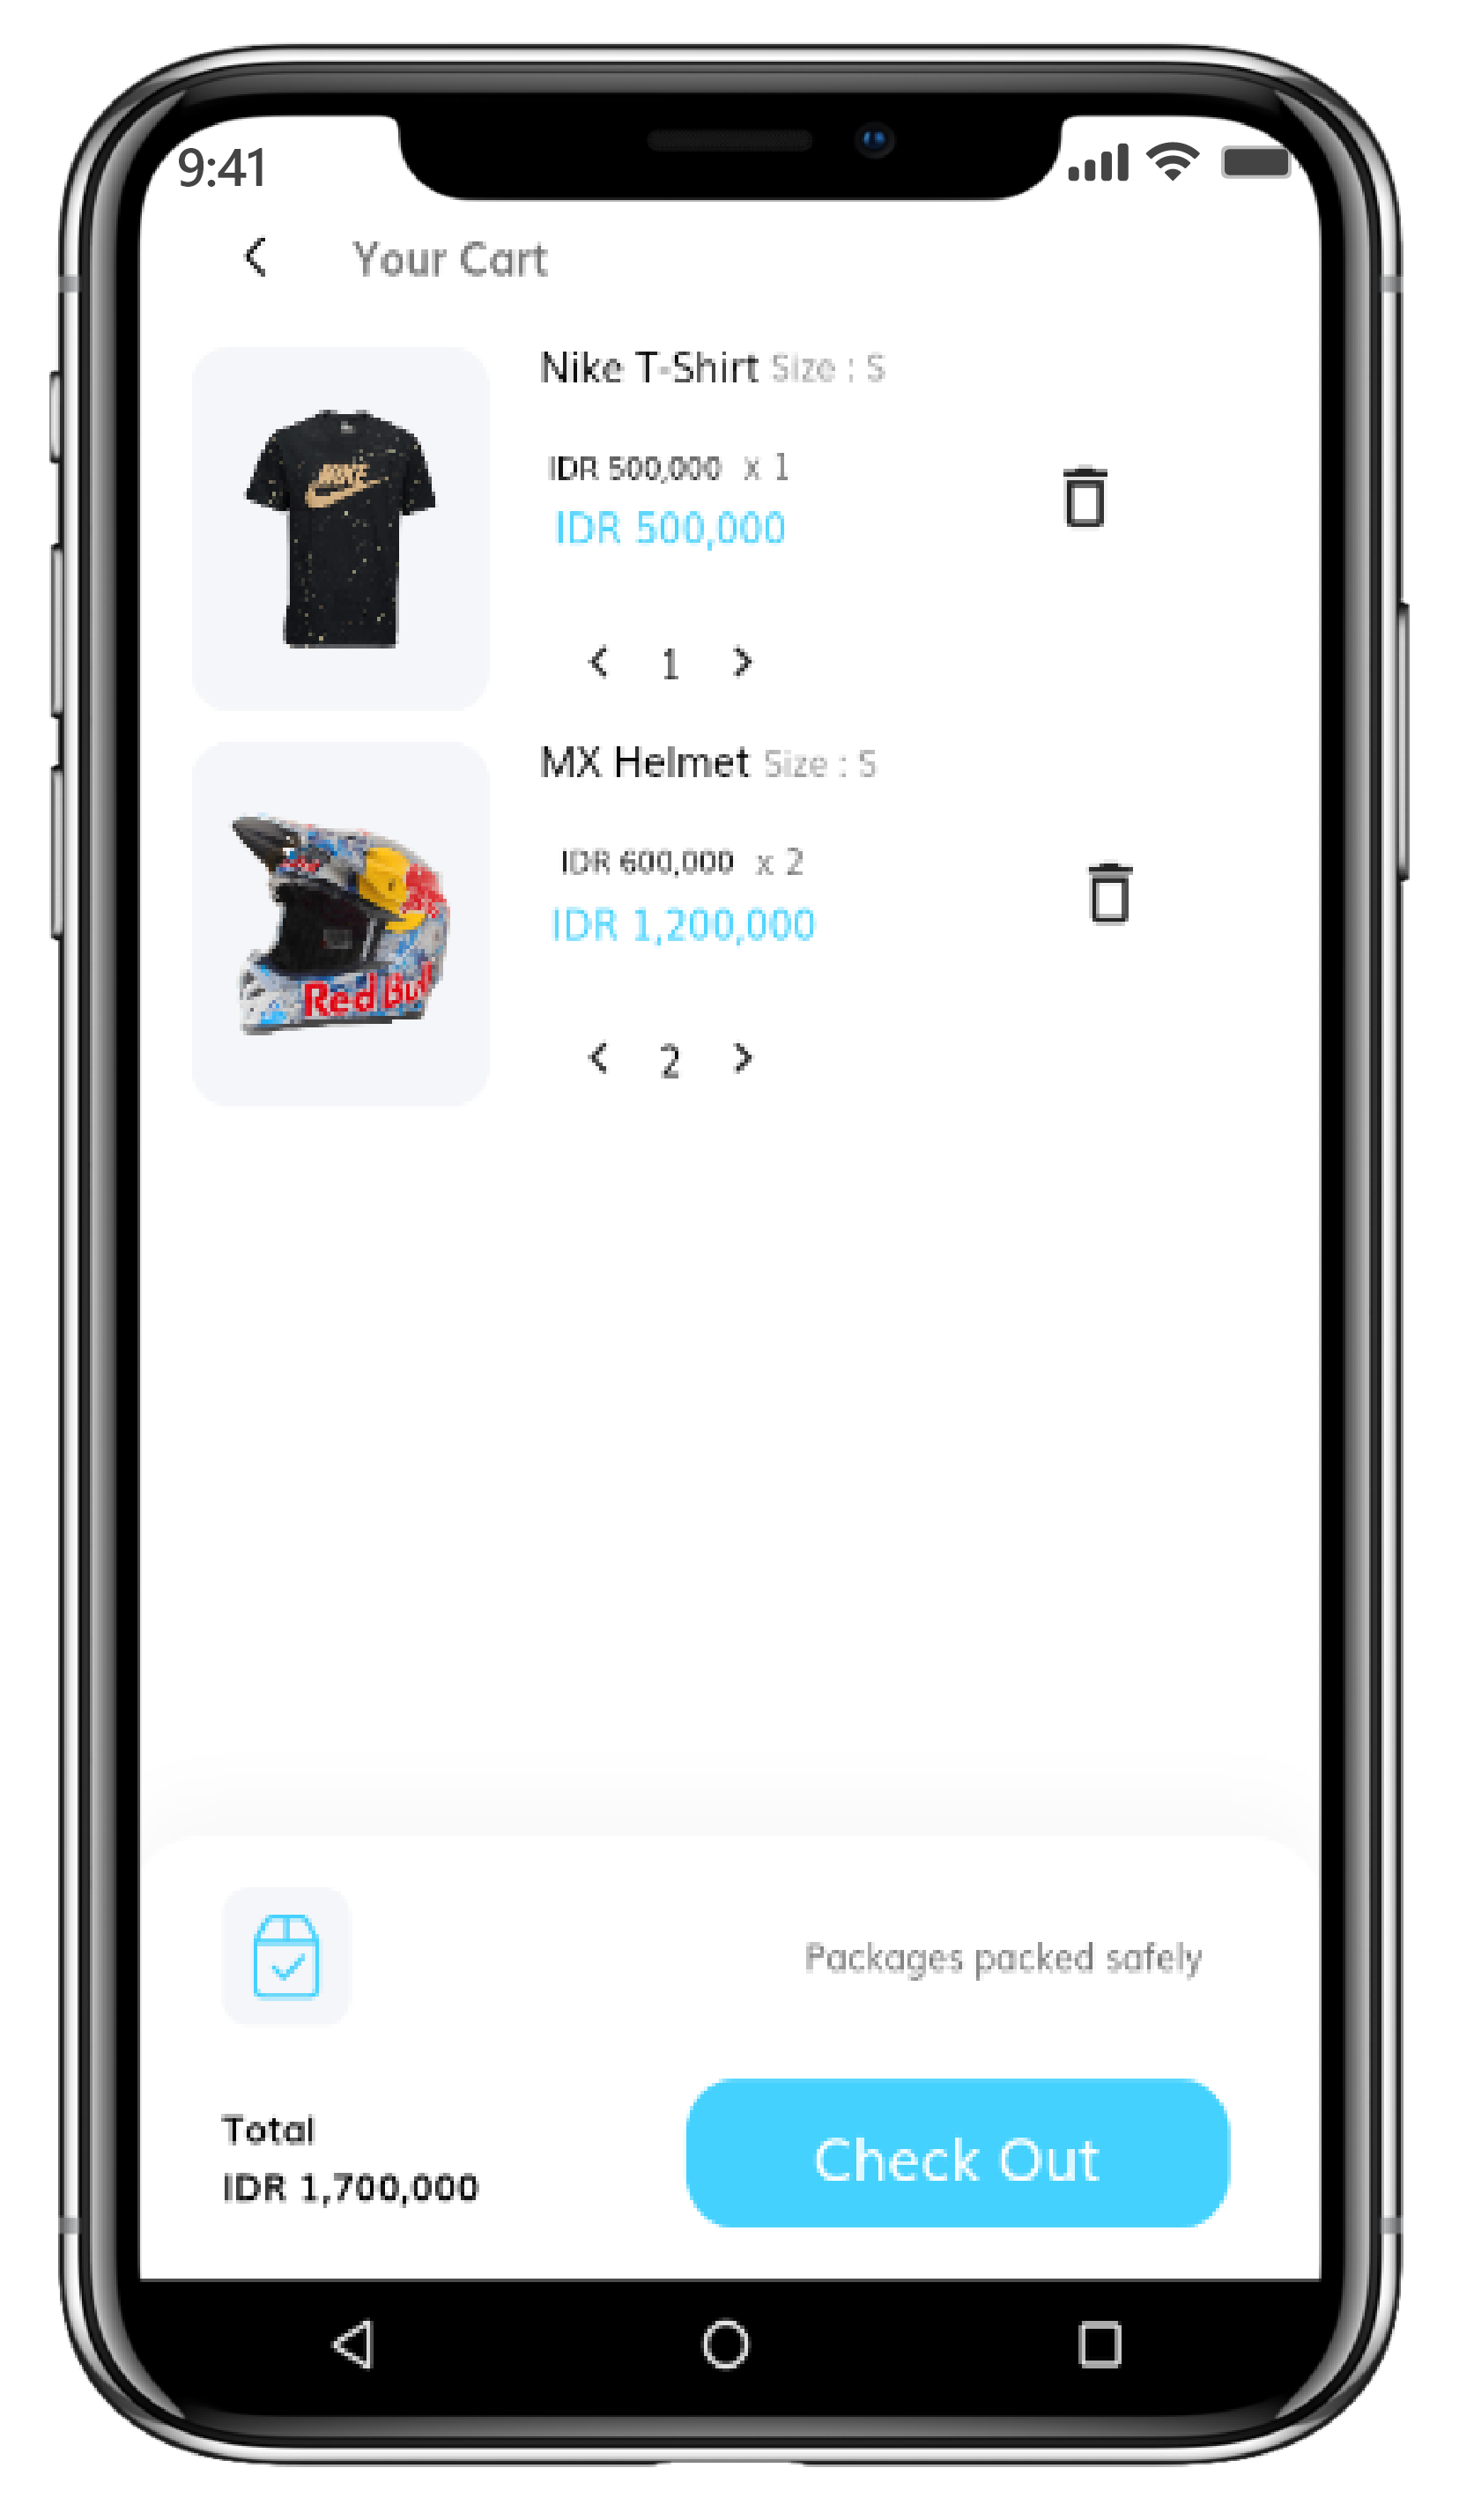 9:41
Your Cart
Nike T-Shirt Size : S
NIKE
IDR 500,000 x 1
IDR 500,000
1
MX Helmet Size : S
IDR 600,000 x 2
IDR 1,200,000
Red Bull
2
Packages packed safely
Total
IDR 1,700,000
Check Out